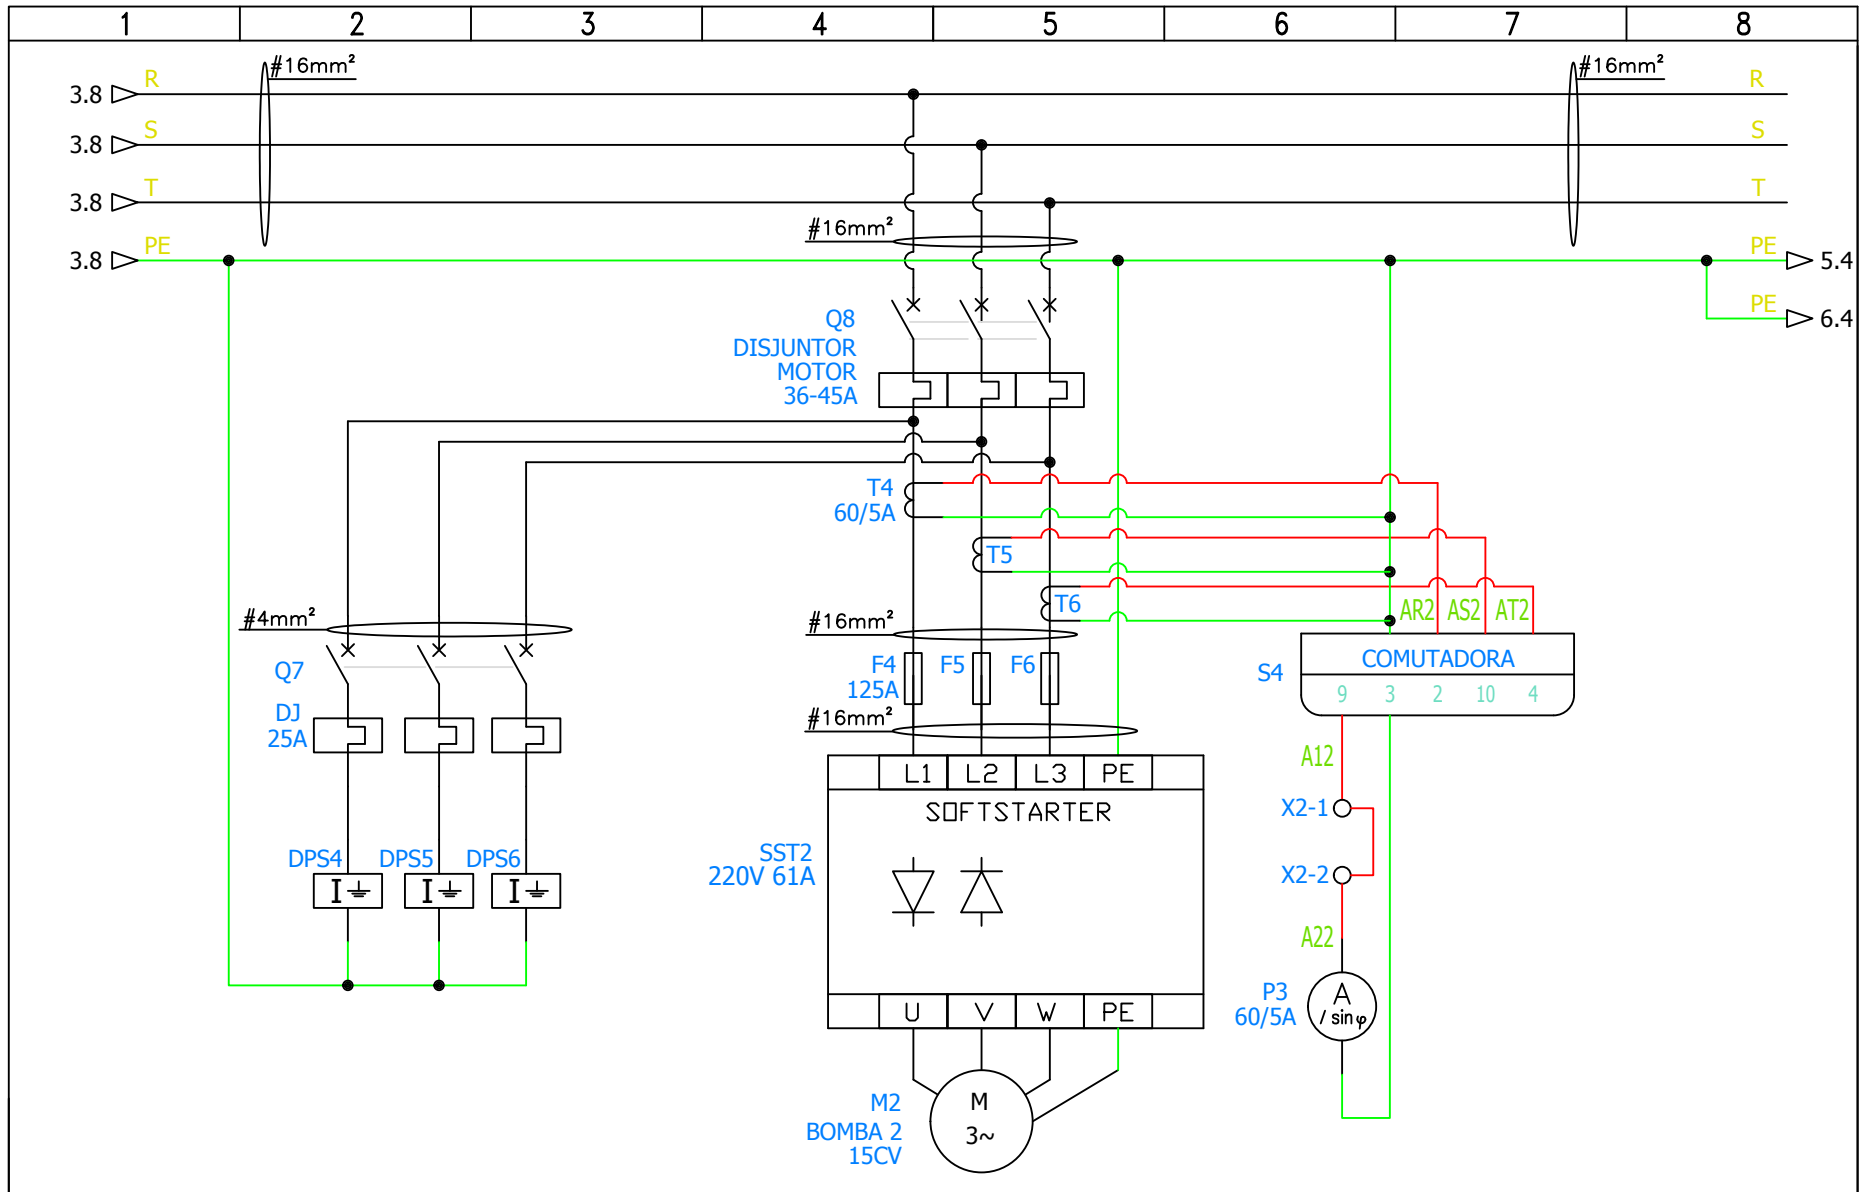 1 2 3 4 5 6 7 8
#16mm² #16mm²
3.8 R R
3.8 S S
3.8 T T
#16mm²
3.8 PE PE 5.4
PE 6.4
Q8
DISJUNTOR
MOTOR
36-45A
T4
60/5A
T5
T6
AR2 AS2 AT2
#4mm² #16mm²
Q7
DJ
25A
F4 F5 F6
125A
#16mm²
S4 COMUTADORA
9 3 2 10 4
L1 L2 L3 PE
SOFTSTARTER
SST2
220V 61A
A12
X2-1
X2-2
A22
DPS4 DPS5 DPS6
I I I
U V W PE
P3
60/5A
A
/ sinφ
M2
BOMBA 2
15CV
M
3~